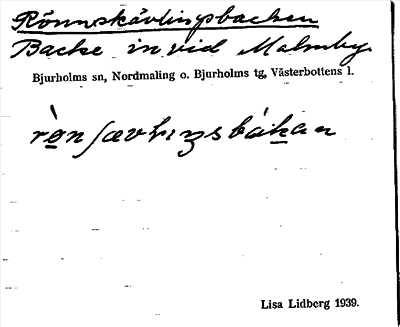 Rönnskävlingsbacken
Backe in vid Malmby.
Bjurholms sn, Nordmaling o. Bjurholms tg, Västerbottens l.
Lisa Lidberg 1939.